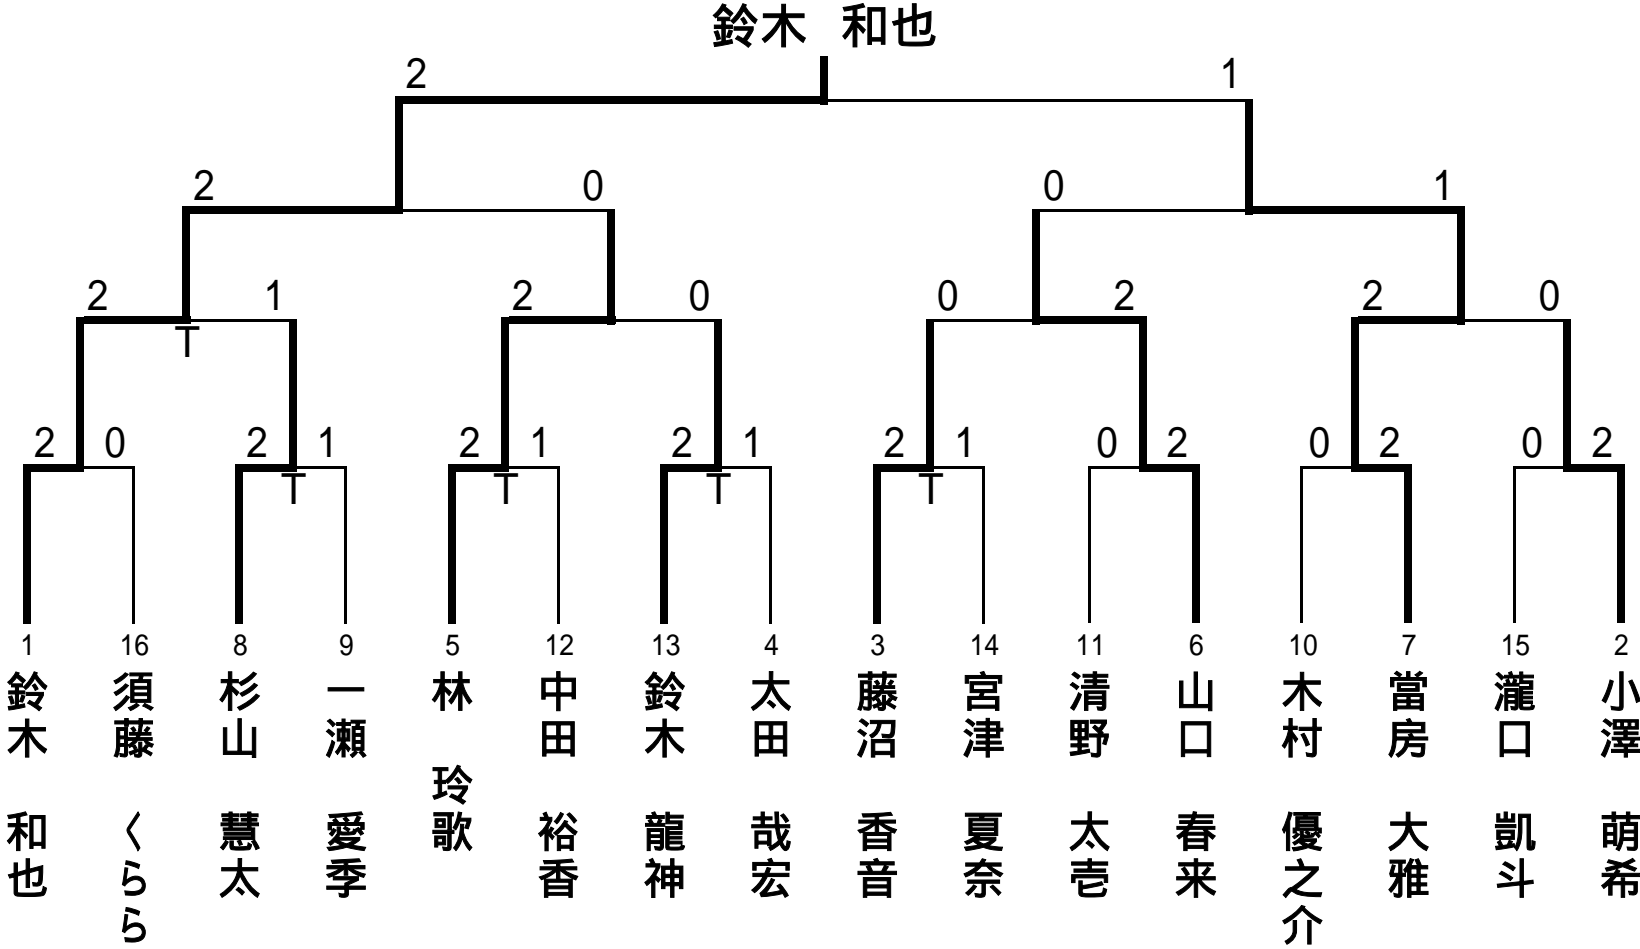 鈴木 和也
2 1
2 0 0 1
2 1 2 0 0 2 2 0
T
2 0 2 1 2 1 2 1 2 1 0 2 0 2 0 2
T T T T
1 16 8 9 5 12 13 4 3 14 11 6 10 7 15 2
鈴木 和也
須藤 くらら
杉山 慧太
一瀬 愛季
林 玲歌
中田 裕香
鈴木 龍神
太田 哉宏
藤沼 香音
宮津 夏奈
清野 太壱
山口 春来
木村 優之介
當房 大雅
瀧口 凱斗
小澤 萌希